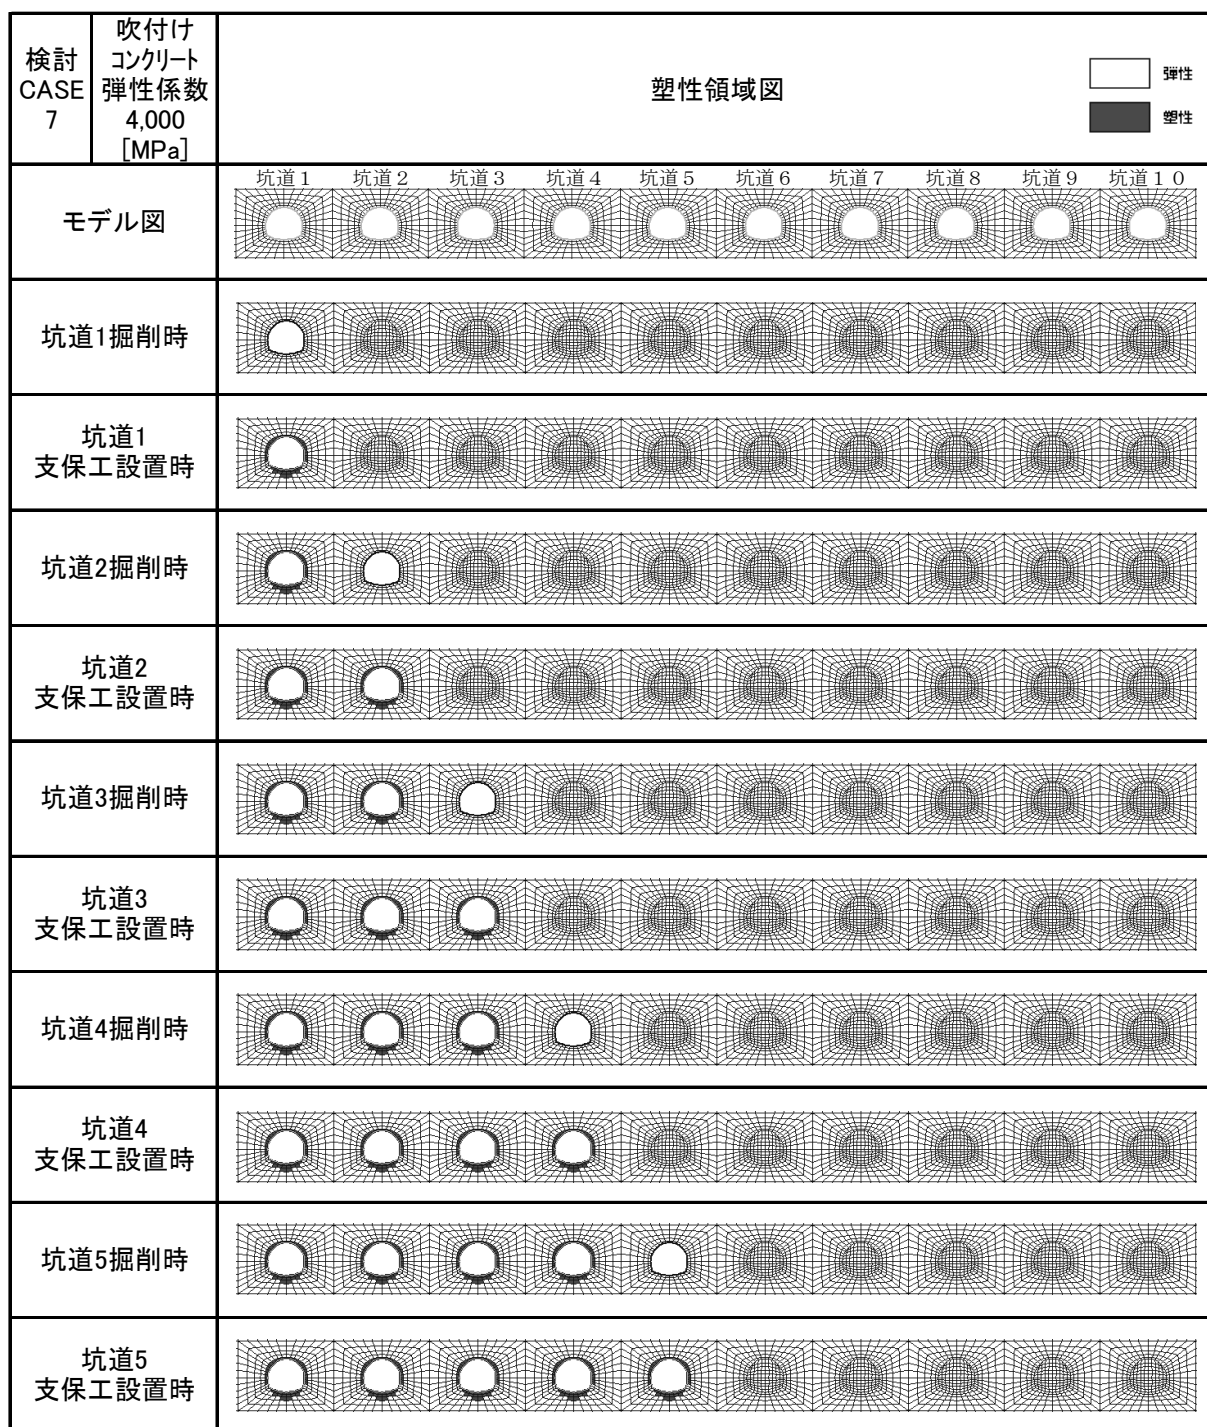 検討
CASE
7
吹付け
コンクリート
弾性係数
4,000
[MPa]
塑性領域図
弾性
塑性
モデル図
坑道１ 坑道２ 坑道３ 坑道４ 坑道５ 坑道６ 坑道７ 坑道８ 坑道９ 坑道１０
坑道1掘削時
坑道1
支保工設置時
坑道2掘削時
坑道2
支保工設置時
坑道3掘削時
坑道3
支保工設置時
坑道4掘削時
坑道4
支保工設置時
坑道5掘削時
坑道5
支保工設置時